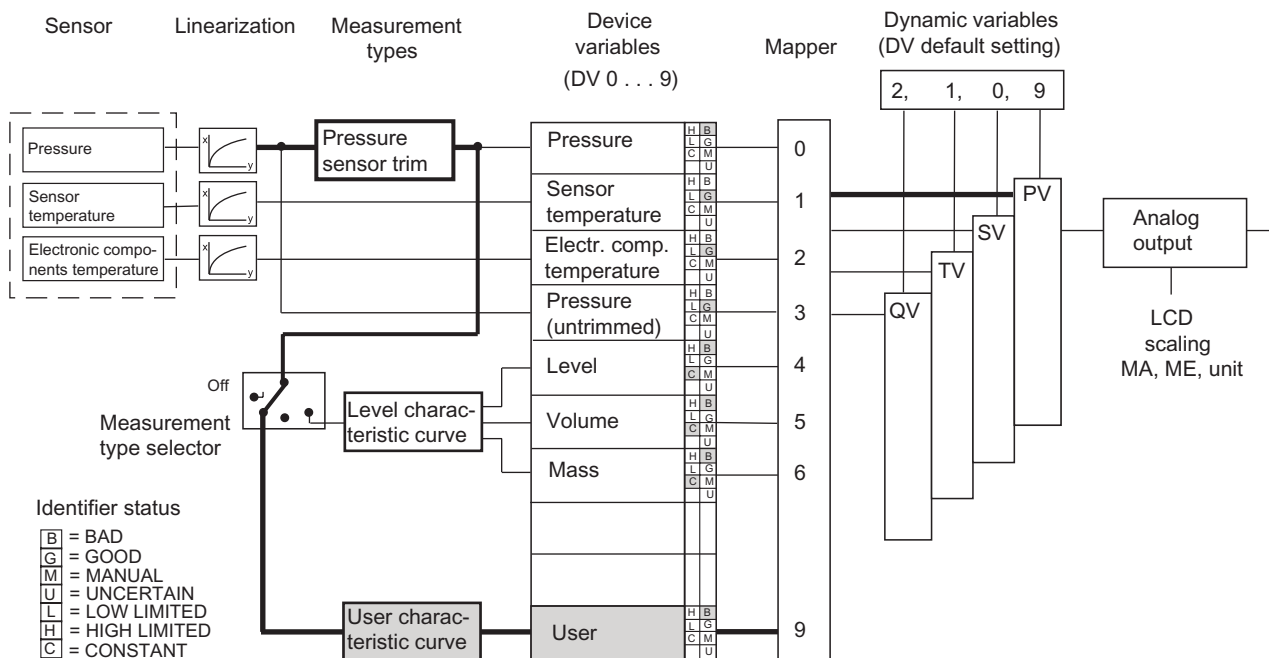 Sensor
Linearization
Measurement
types
Device
variables
(DV 0 . . . 9)
Mapper
Dynamic variables
(DV default setting)
2, 1, 0, 9
Pressure
x
y
Pressure
sensor trim
Pressure
H B
L G
C M
U
0
Sensor
temperature
x
y
Sensor
temperature
H B
L G
C M
U
1
PV
Electronic compo-
nents temperature
x
y
Electr. comp.
temperature
H B
L G
C M
U
2
SV
TV
QV
Analog
output
LCD
scaling
MA, ME, unit
Pressure
(untrimmed)
H B
L G
C M
U
3
Level
H B
L G
C M
U
4
Off
Measurement
type selector
Level charac-
teristic curve
Volume
H B
L G
C M
U
5
Mass
H B
L G
C M
U
6
Identifier status
B = BAD
G = GOOD
M = MANUAL
U = UNCERTAIN
L = LOW LIMITED
H = HIGH LIMITED
C = CONSTANT
User charac-
teristic curve
User
H B
L G
C M
U
9